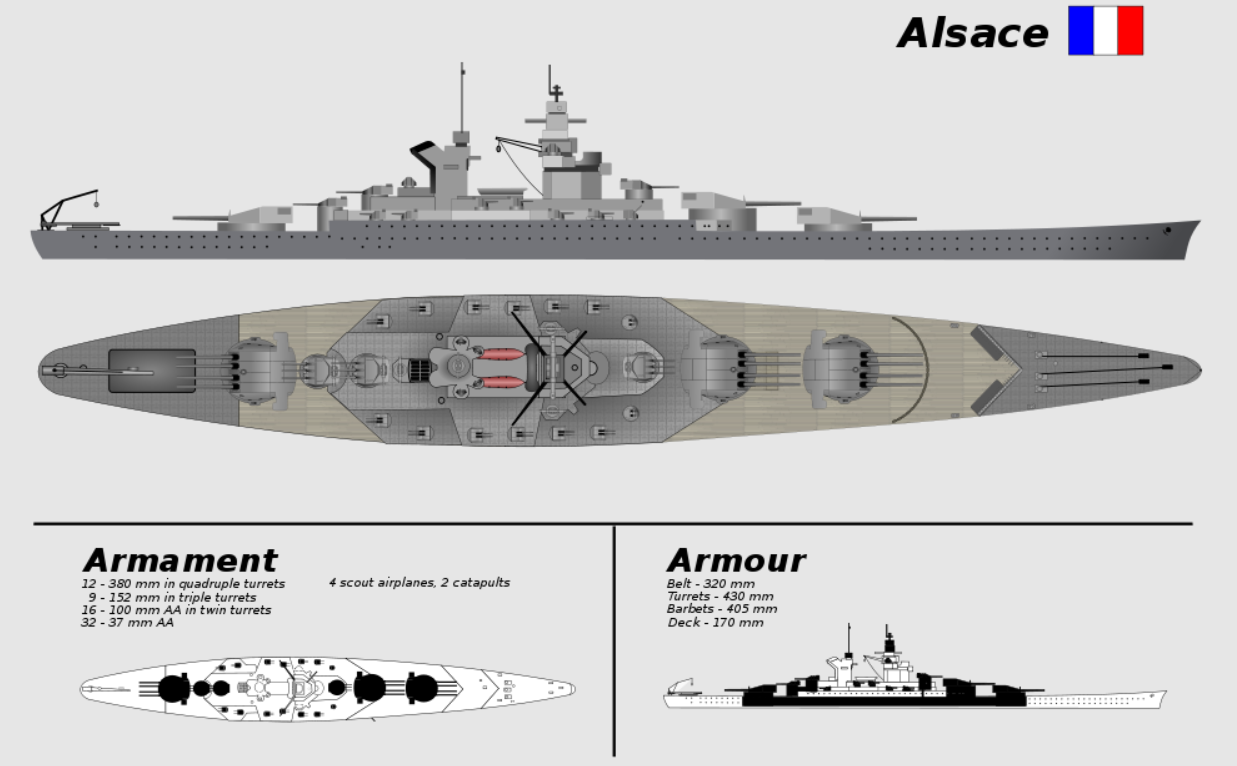 Alsace
Armament
12 - 380 mm in quadruple turrets
4 scout airplanes, 2 catapults
9 - 152 mm in triple turrets
16 - 100 mm AA in twin turrets
32 - 37 mm AA
Armour
Belt - 320 mm
Turrets - 430 mm
Barbets - 405 mm
Deck - 170 mm